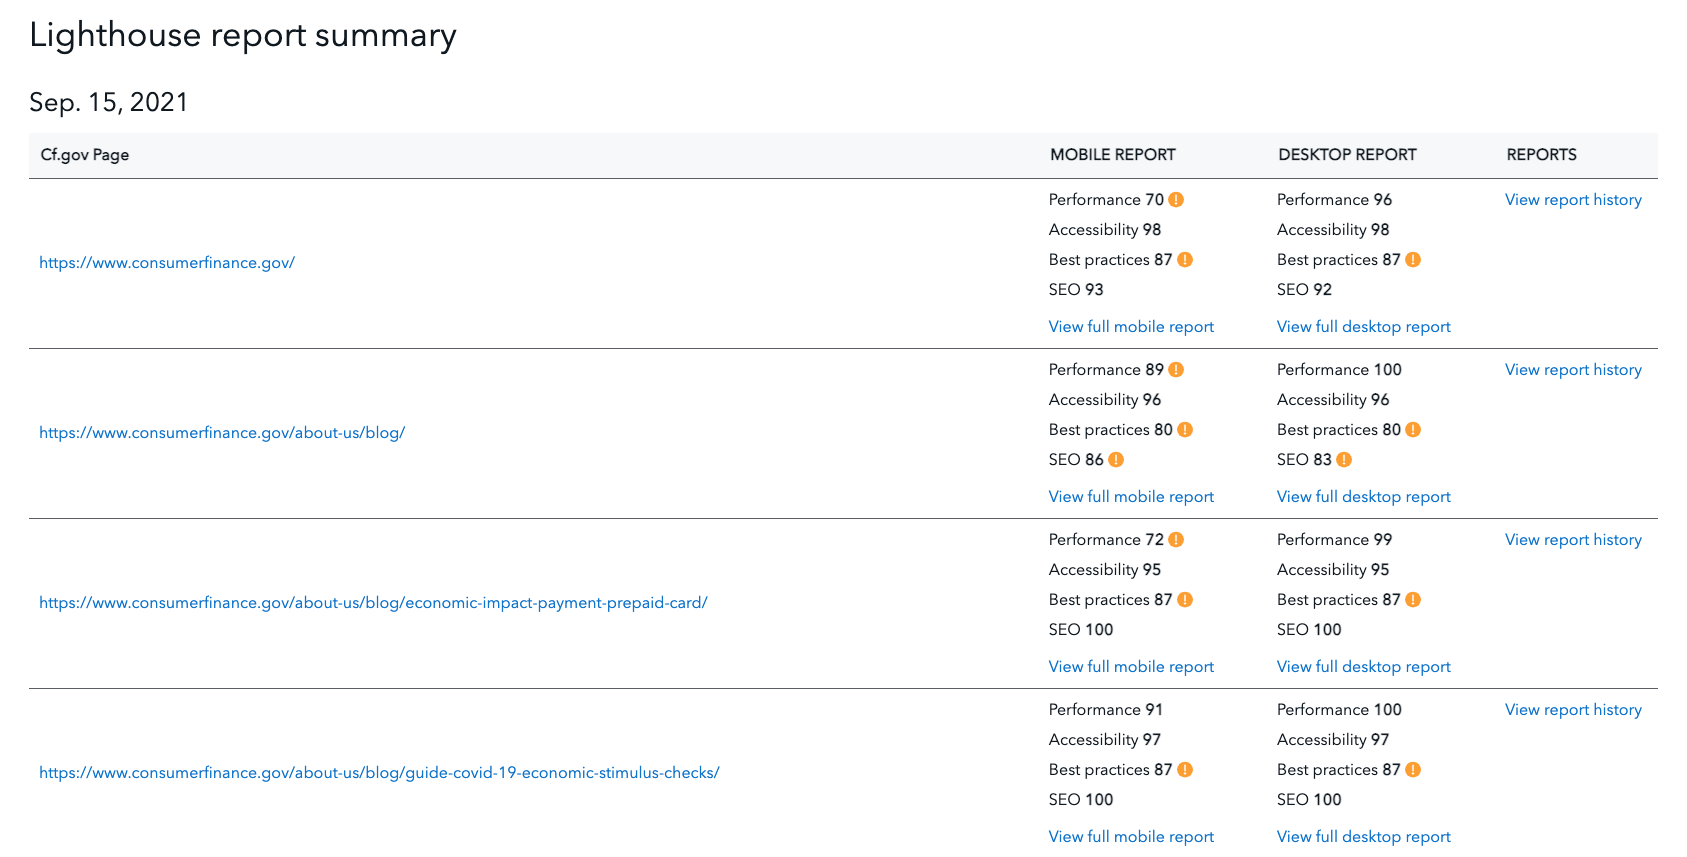 Lighthouse report summary
Sep. 15, 2021
Cf.gov Page MOBILE REPORT DESKTOP REPORT REPORTS
Performance 70 Performance 96 View report history
Accessibility 98 Accessibility 98
Best practices 87 Best practices 87
https://www.consumerfinance.gov/
SEO 93 SEO 92
View full mobile report View full desktop report
Performance 89 Performance 100 View report history
Accessibility 96 Accessibility 96
Best practices 80 Best practices 80
https://www.consumerfinance.gov/about-us/blog/
SEO 86 SEO 83
View full mobile report View full desktop report
Performance 72 Performance 99 View report history
Accessibility 95 Accessibility 95
Best practices 87 Best practices 87
https://www.consumerfinance.gov/about-us/blog/economic-impact-payment-prepaid-card/
SEO 100 SEO 100
View full mobile report View full desktop report
Performance 91 Performance 100 View report history
Accessibility 97 Accessibility 97
Best practices 87 Best practices 87
https://www.consumerfinance.gov/about-us/blog/guide-covid-19-economic-stimulus-checks/
SEO 100 SEO 100
View full mobile report View full desktop report